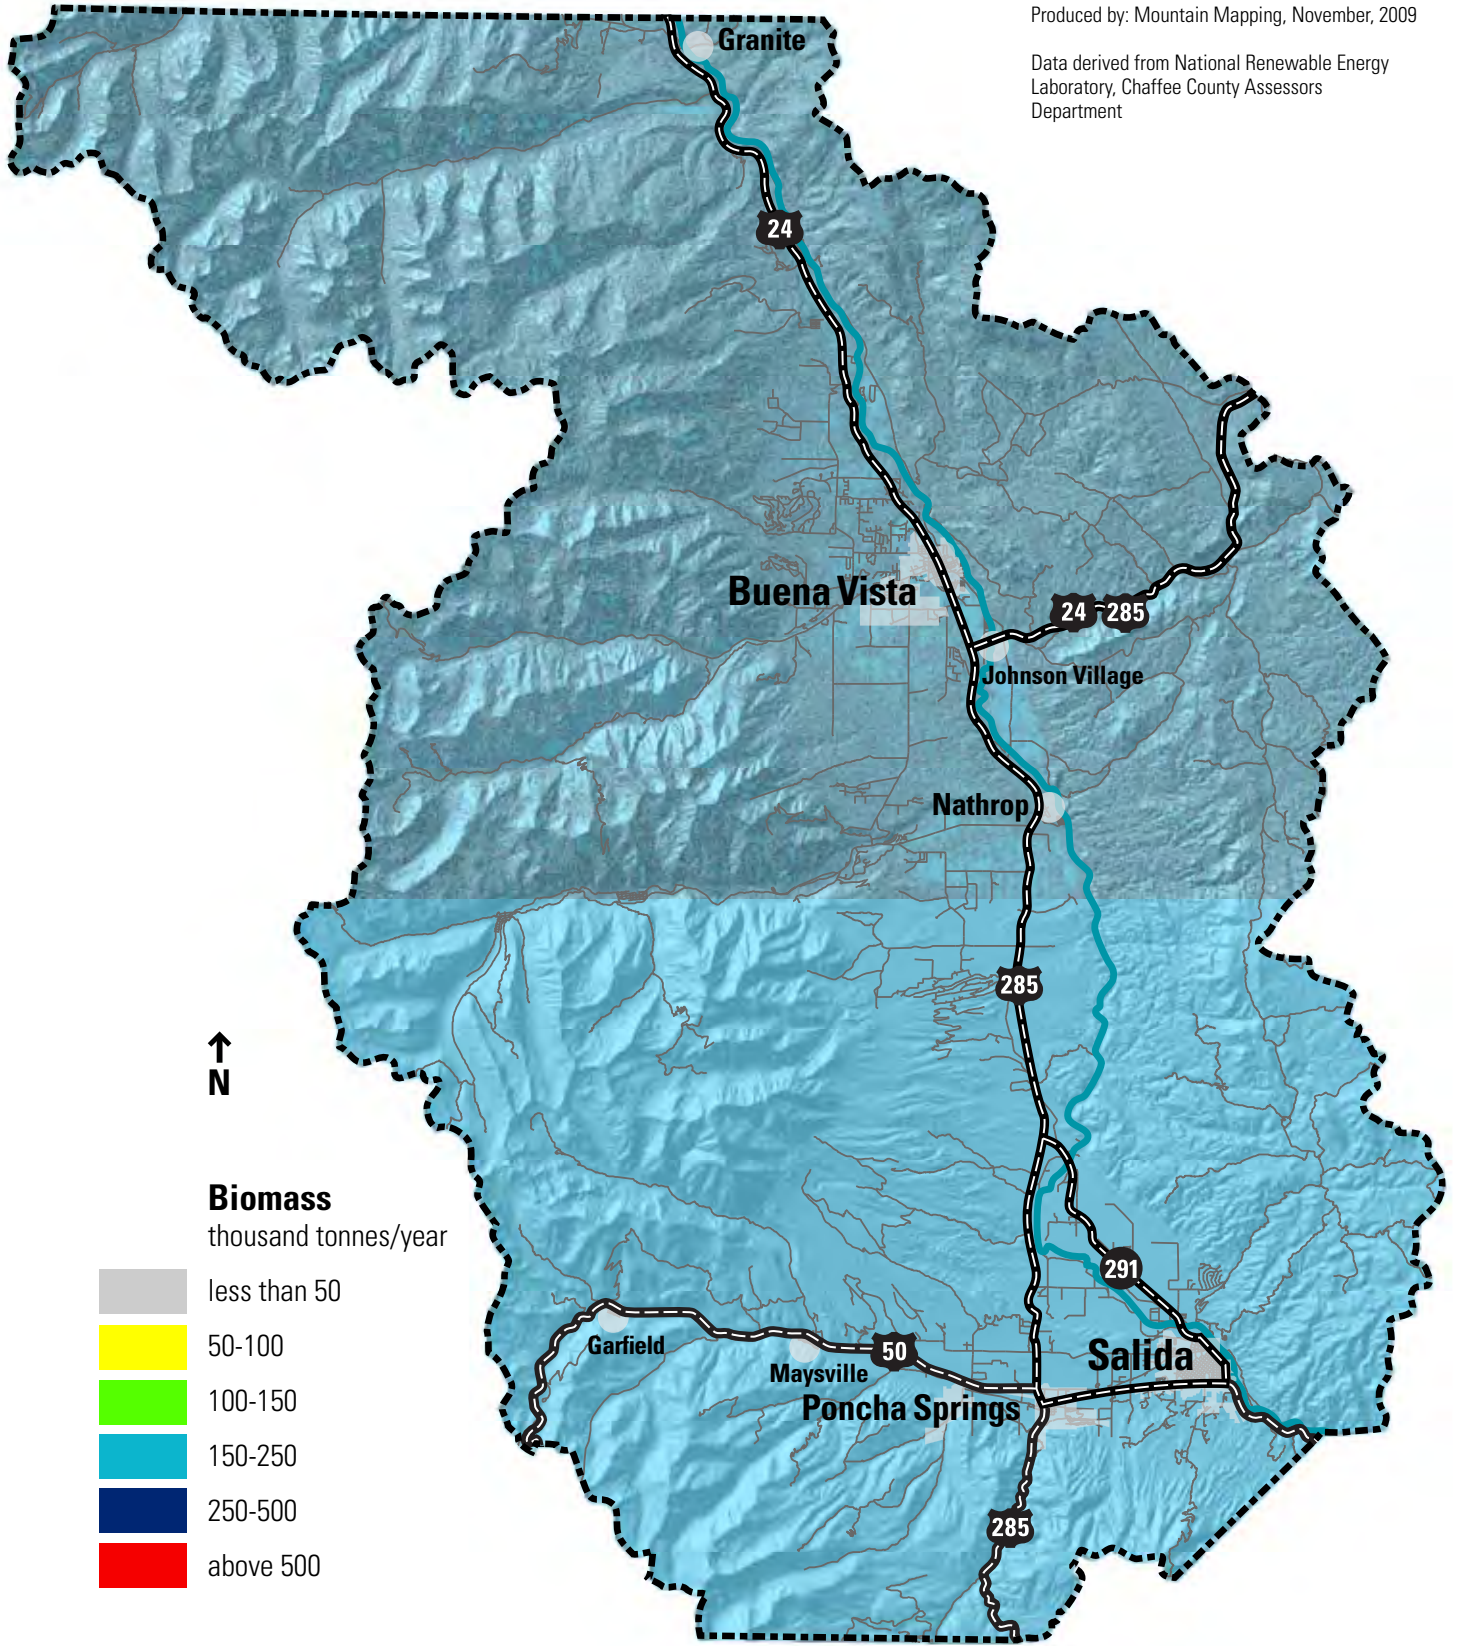 Produced by: Mountain Mapping, November, 2009
Data derived from National Renewable Energy
Laboratory, Chaffee County Assessors
Department
Granite
24
Buena Vista
24
285
Johnson Village
Nathrop
285
N
Biomass
thousand tonnes/year
less than 50
50-100
100-150
150-250
250-500
above 500
291
Garfield
Maysville
50
Salida
Poncha Springs
285